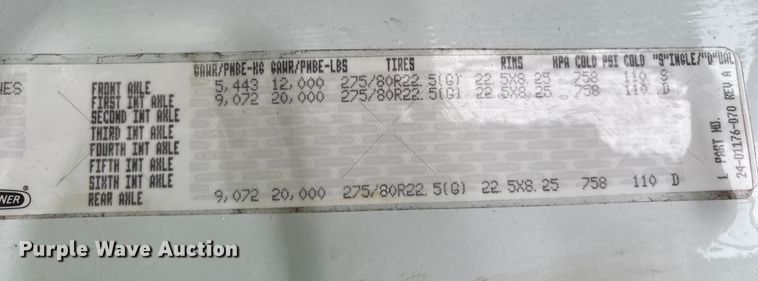 GAWR/PNBE-KG GAWR/PNBE-LBS TIRES RIMS KPA COLD PSI COLD "S"INGLE/"D"UAL
FRONT AXLE 5,443 12,000 275/80R22.5(G) 22.5X8.25 758 110 S
FIRST INT AXLE 9,072 20,000 275/80R22.5(G) 22.5X8.25 758 110 D
SECOND INT AXLE
THIRD INT AXLE
FOURTH INT AXLE
FIFTH INT AXLE
SIXTH INT AXLE
REAR AXLE 9,072 20,000 275/80R22.5(G) 22.5X8.25 758 110 D
PART NO.
24-01176-070 REV A
NER
Purple Wave Auction